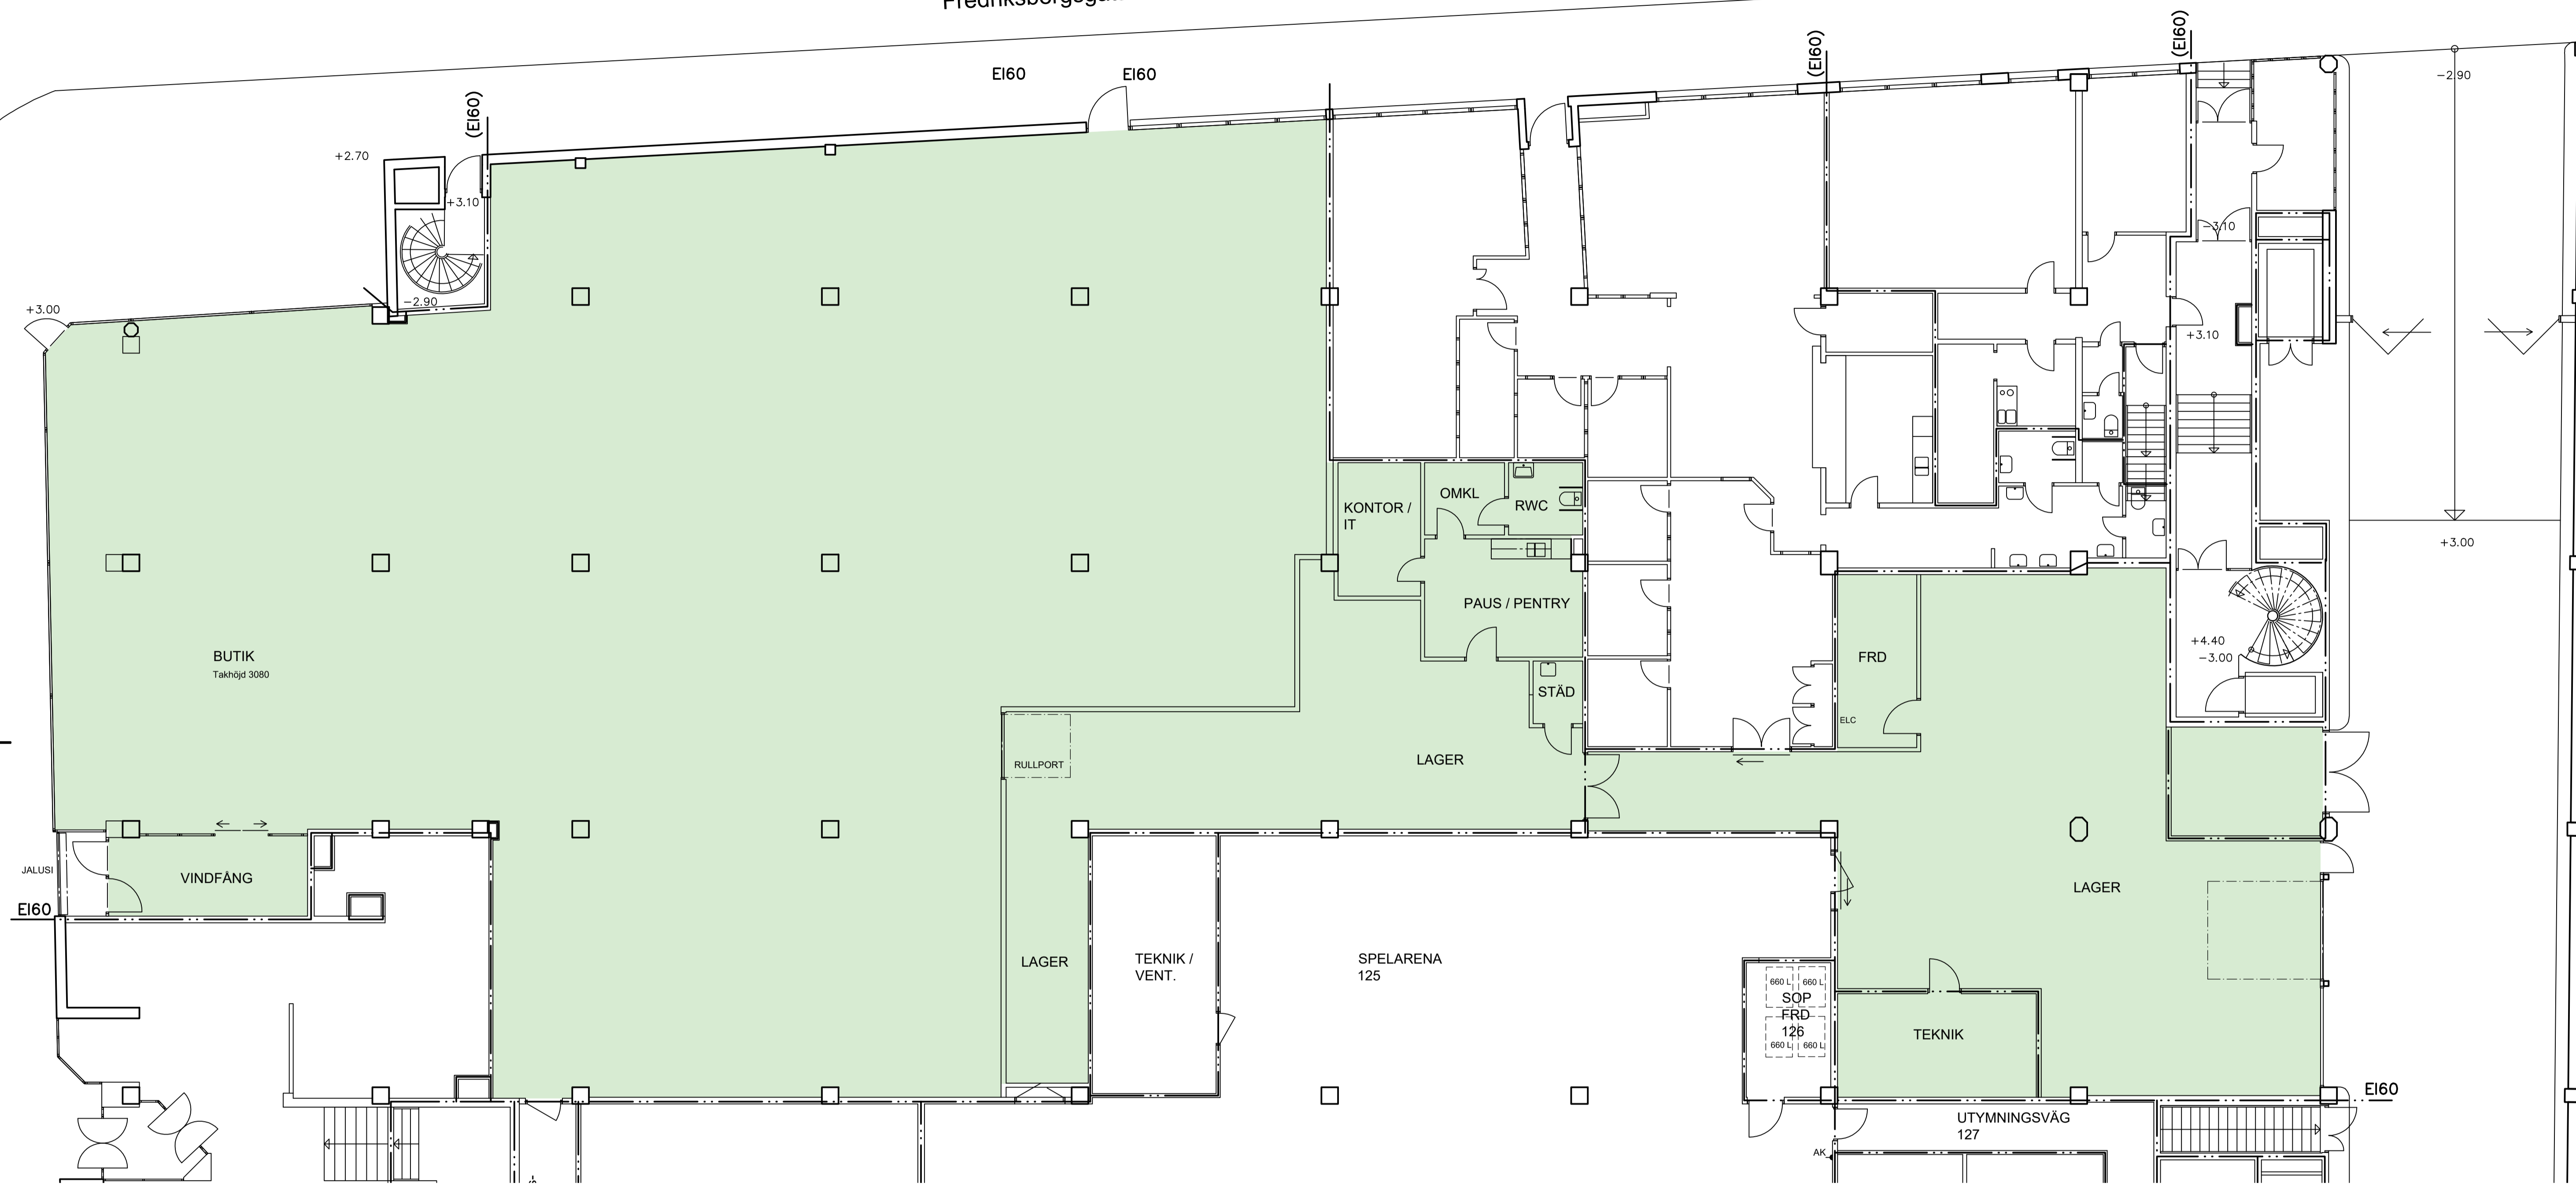 EI60
EI60
(EI60)
(EI60)
(EI60)
-2.90
+2.70
+3.10
-3.10
-2.90
+3.00
+3.10
KONTOR /
IT
OMKL
RWC
+3.00
PAUS / PENTRY
BUTIK
Takhöjd 3080
FRD
+4.40
-3.00
STÄD
ELC
LAGER
RULLPORT
JALUSI
VINDFÅNG
LAGER
EI60
LAGER
TEKNIK /
VENT.
SPELARENA
125
660 L
660 L
SOP
FRD
126
660 L
660 L
TEKNIK
EI60
UTYMNINGSVÄG
127
AK